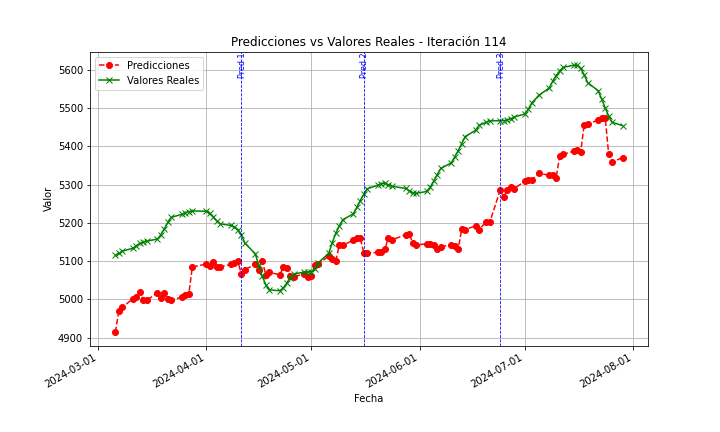 Predicciones vs Valores Reales - Iteración 114
Predicciones
Valores Reales
Pred 1
Pred 2
Pred 3
Valor
5600
5500
5400
5300
5200
5100
5000
4900
2024-03-01
2024-04-01
2024-05-01
2024-06-01
2024-07-01
2024-08-01
Fecha